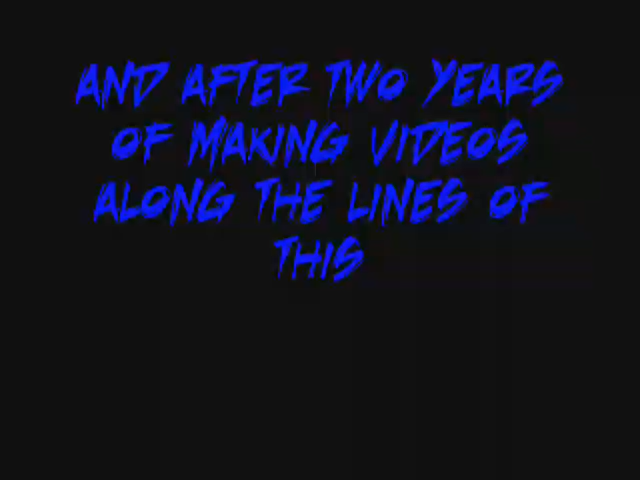 AND AFTER TWO YEARS
OF MAKING VIDEOS
ALONG THE LINES OF
THIS